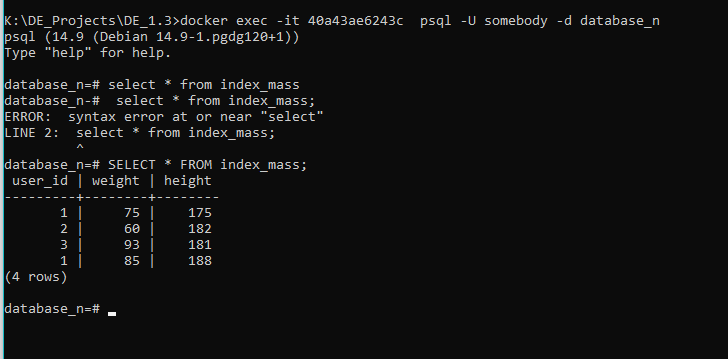 K:\DE_Projects\DE_1.3>docker exec -it 40a43ae6243c  psql -U somebody -d database_n
psql (14.9 (Debian 14.9-1.pgdg120+1))
Type "help" for help.
database_n=# select * from index_mass
database_n-#  select * from index_mass;
ERROR:  syntax error at or near "select"
LINE 2:  select * from index_mass;
         ^
database_n=# SELECT * FROM index_mass;
 user_id | weight | height
---------+--------+--------
       1 |     75 |    175
       2 |     60 |    182
       3 |     93 |    181
       1 |     85 |    188
(4 rows)
database_n=#